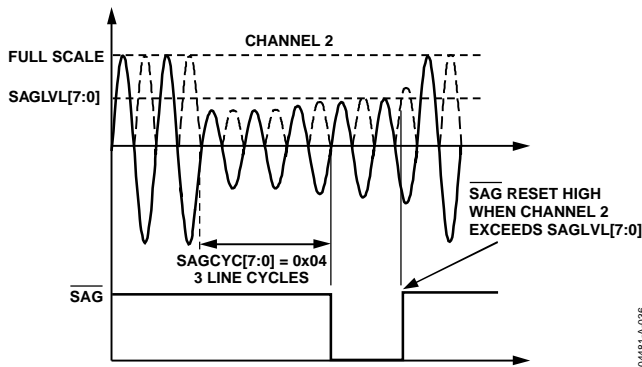 CHANNEL 2
FULL SCALE
SAGLVL[7:0]
SAG RESET HIGH
WHEN CHANNEL 2
EXCEEDS SAGLVL[7:0]
SAGCYC[7:0] = 0x04
3 LINE CYCLES
SAG
04481-A-036